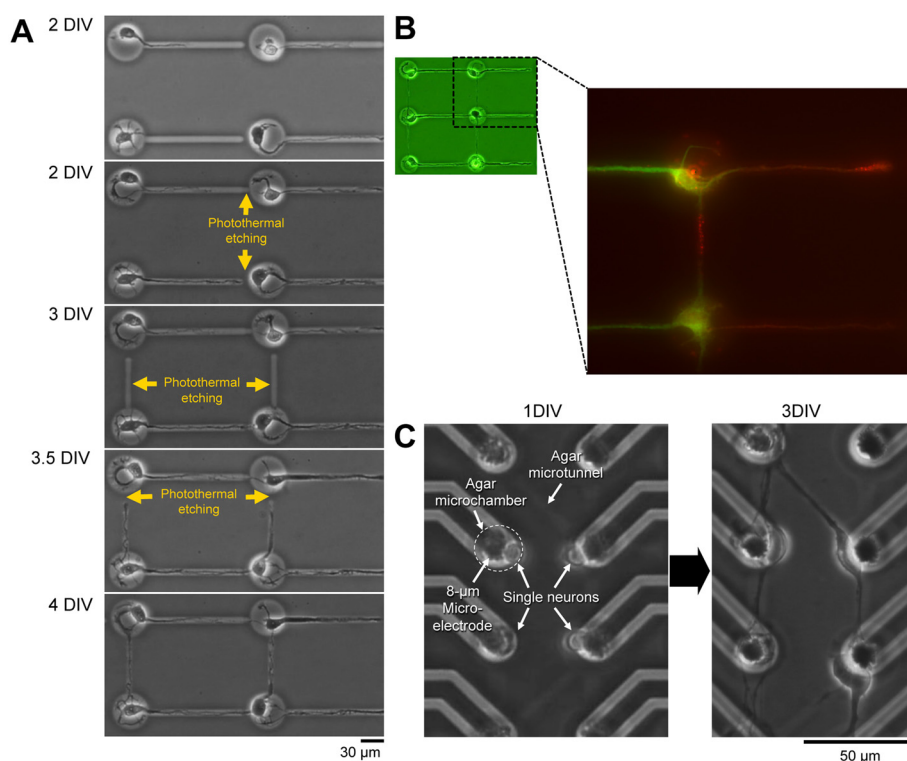 A
2 DIV
2 DIV
Photothermal
etching
3 DIV
Photothermal
etching
3.5 DIV
Photothermal
etching
4 DIV
30 µm
B
C
1DIV
3DIV
Agar
microchamber
Agar
microtunnel
8-µm
Micro-
electrode
Single neurons
50 µm